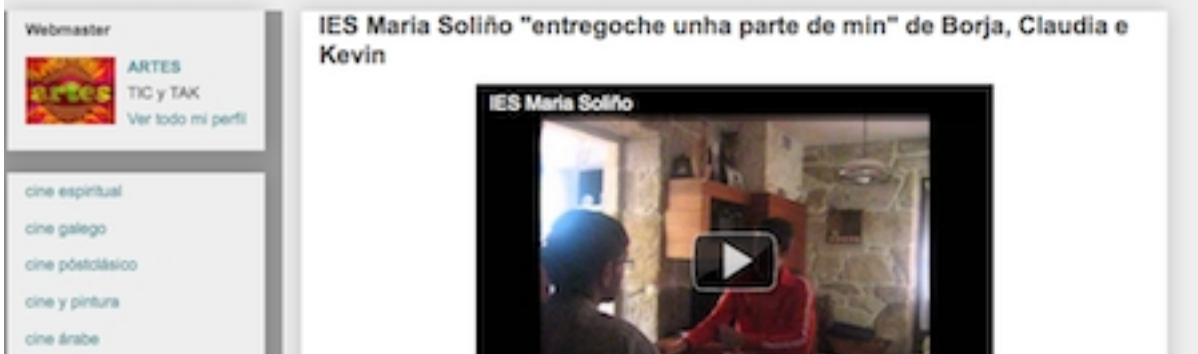 Webmaster
artes
ARTES
TIC y TAK
Ver todo mi perfil
cine espiritual
cine galego
cine póstclásico
cine y pintura
cine árabe
IES Maria Soliño "entregoche unha parte de min" de Borja, Claudia e
Kevin
IES Maria Soliño